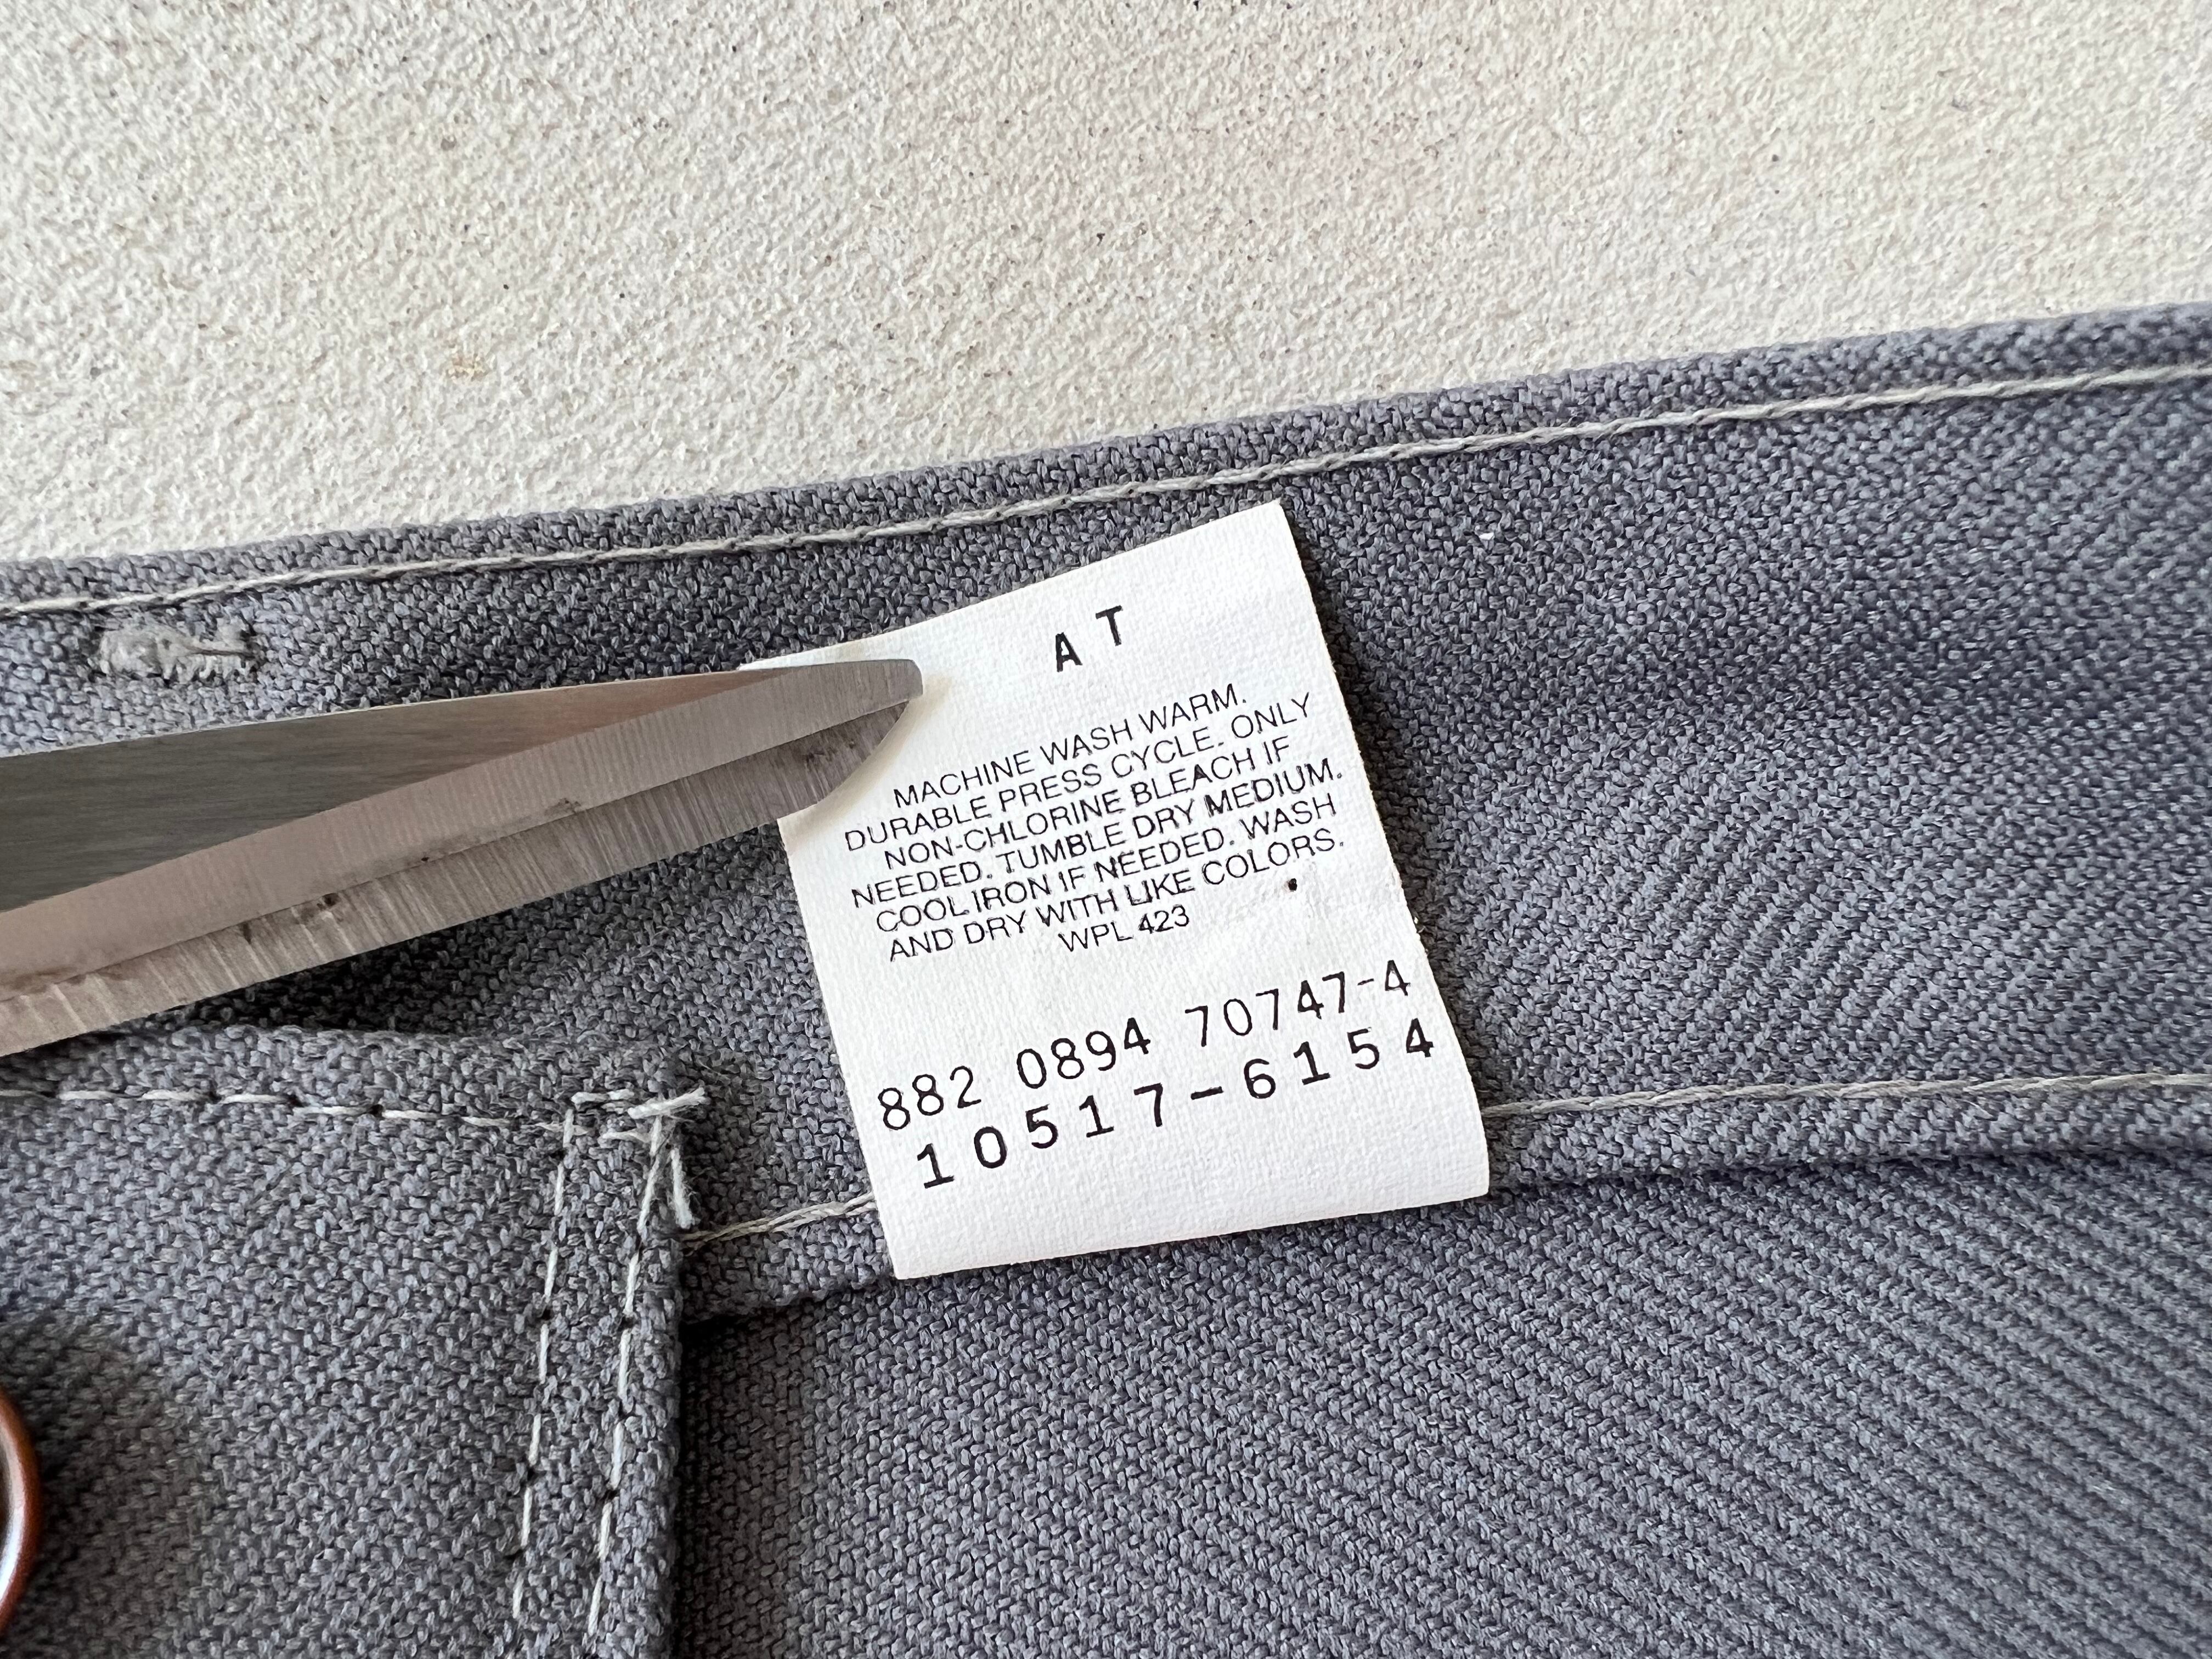 A T
MACHINE WASH WARM.
DURABLE PRESS CYCLE. ONLY
NON-CHLORINE BLEACH IF
NEEDED. TUMBLE DRY MEDIUM.
COOL IRON IF NEEDED. WASH
AND DRY WITH LIKE COLORS.
WPL 423
882 0894 70747-4
10517-6154